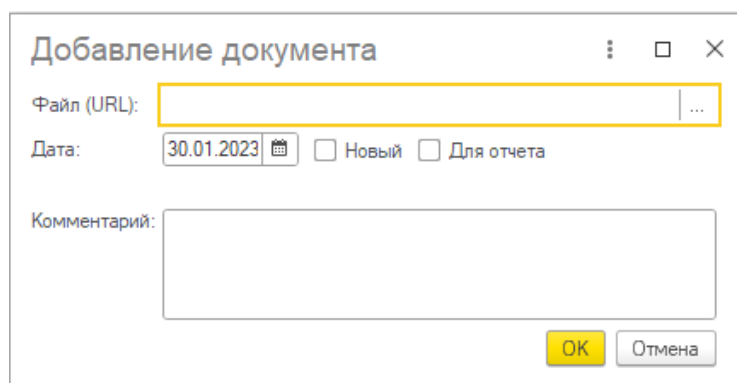 Добавление документа
Файл (URL): ...
Дата: 30.01.2023 Новый Для отчета
Комментарий:
OK Отмена